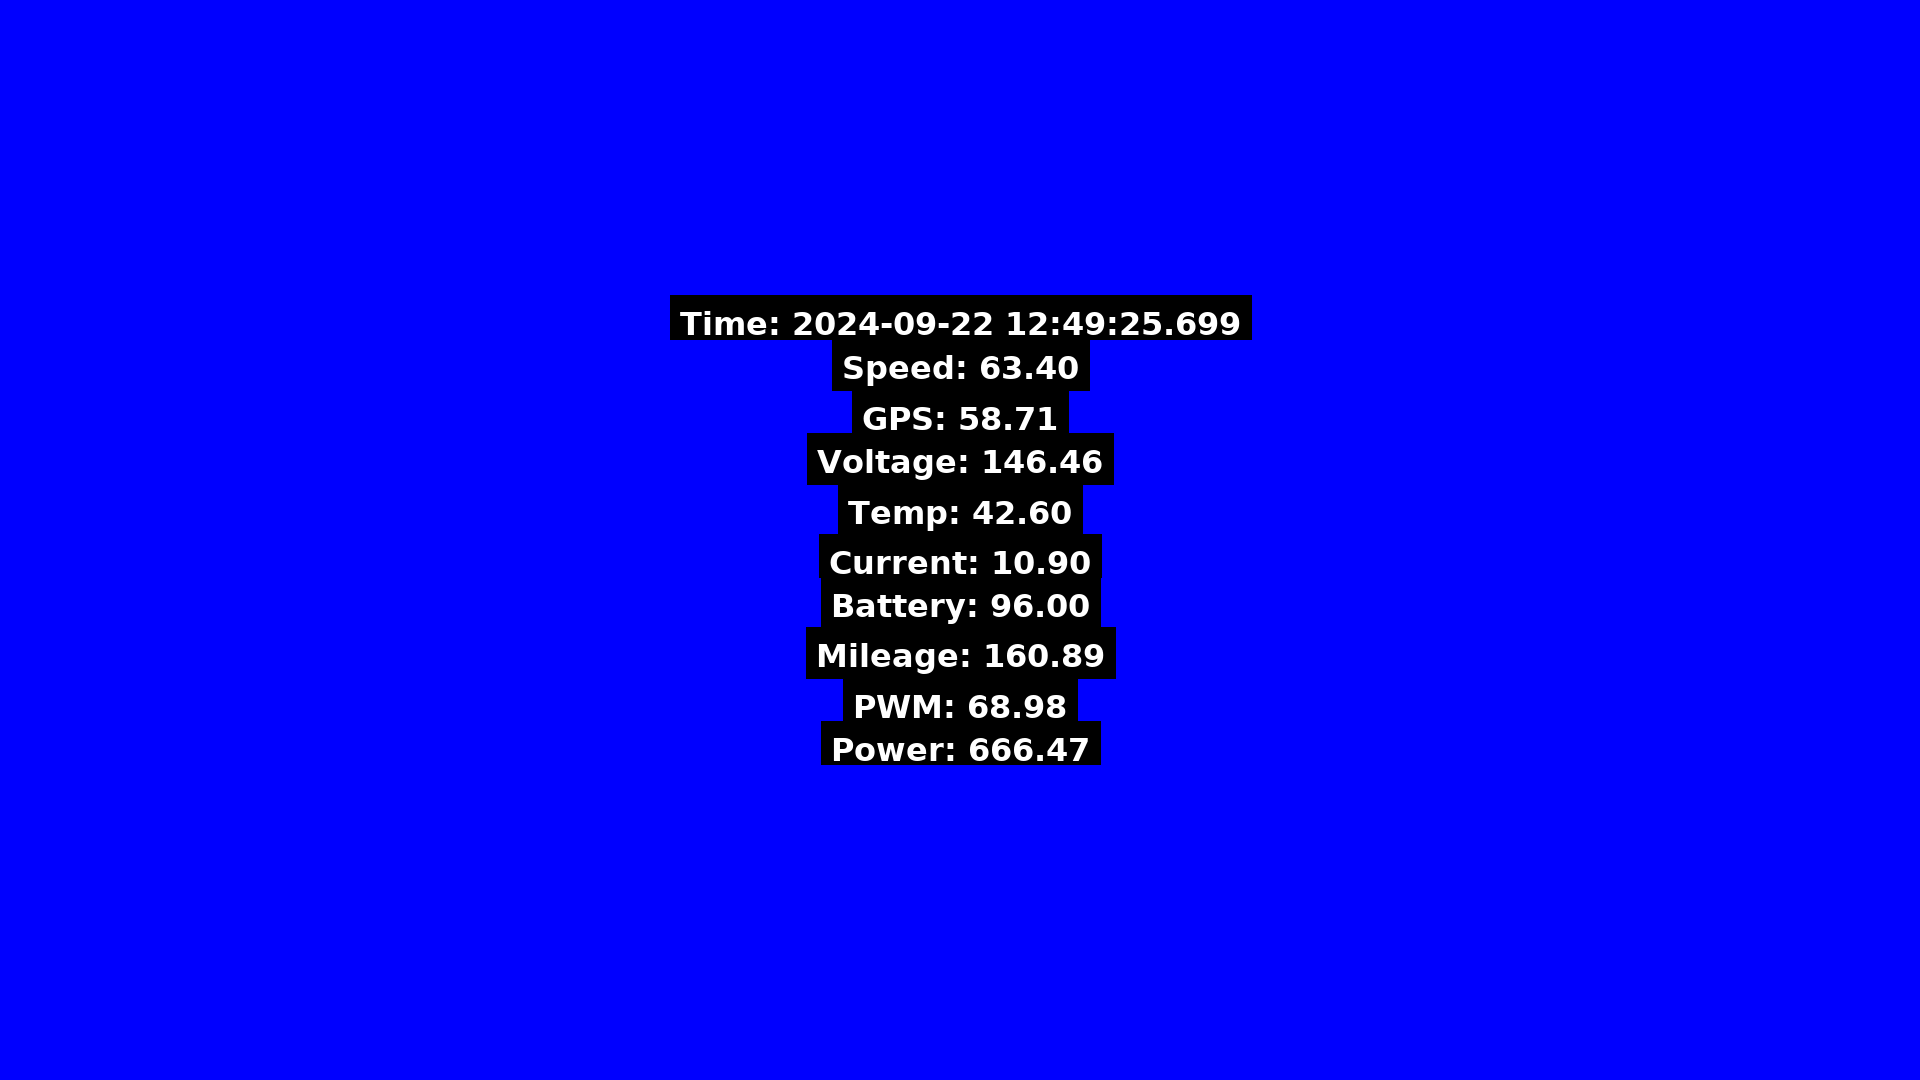 Time: 2024-09-22 12:49:25.699
Speed: 63.40
GPS: 58.71
Voltage: 146.46
Temp: 42.60
Current: 10.90
Battery: 96.00
Mileage: 160.89
PWM: 68.98
Power: 666.47